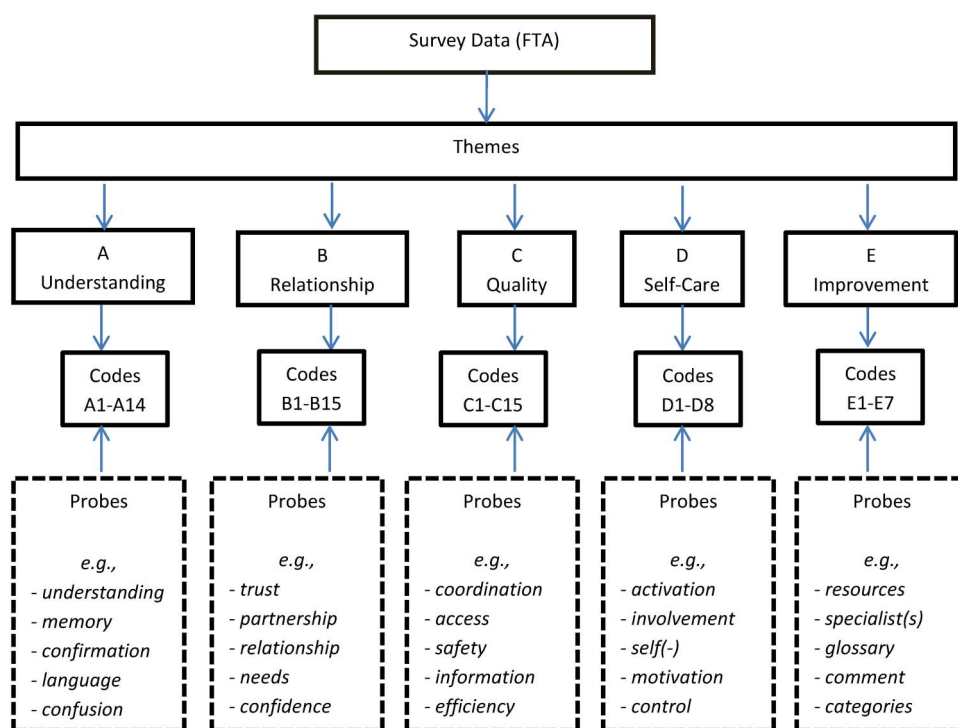 Survey Data (FTA)
Themes
A
Understanding
B
Relationship
C
Quality
D
Self-Care
E
Improvement
Codes
A1-A14
Codes
B1-B15
Codes
C1-C15
Codes
D1-D8
Codes
E1-E7
Probes
e.g.,
- understanding
- memory
- confirmation
- language
- confusion
Probes
e.g.,
- trust
- partnership
- relationship
- needs
- confidence
Probes
e.g.,
- coordination
- access
- safety
- information
- efficiency
Probes
e.g.,
- activation
- involvement
- self(-)
- motivation
- control
Probes
e.g.,
- resources
- specialist(s)
- glossary
- comment
- categories